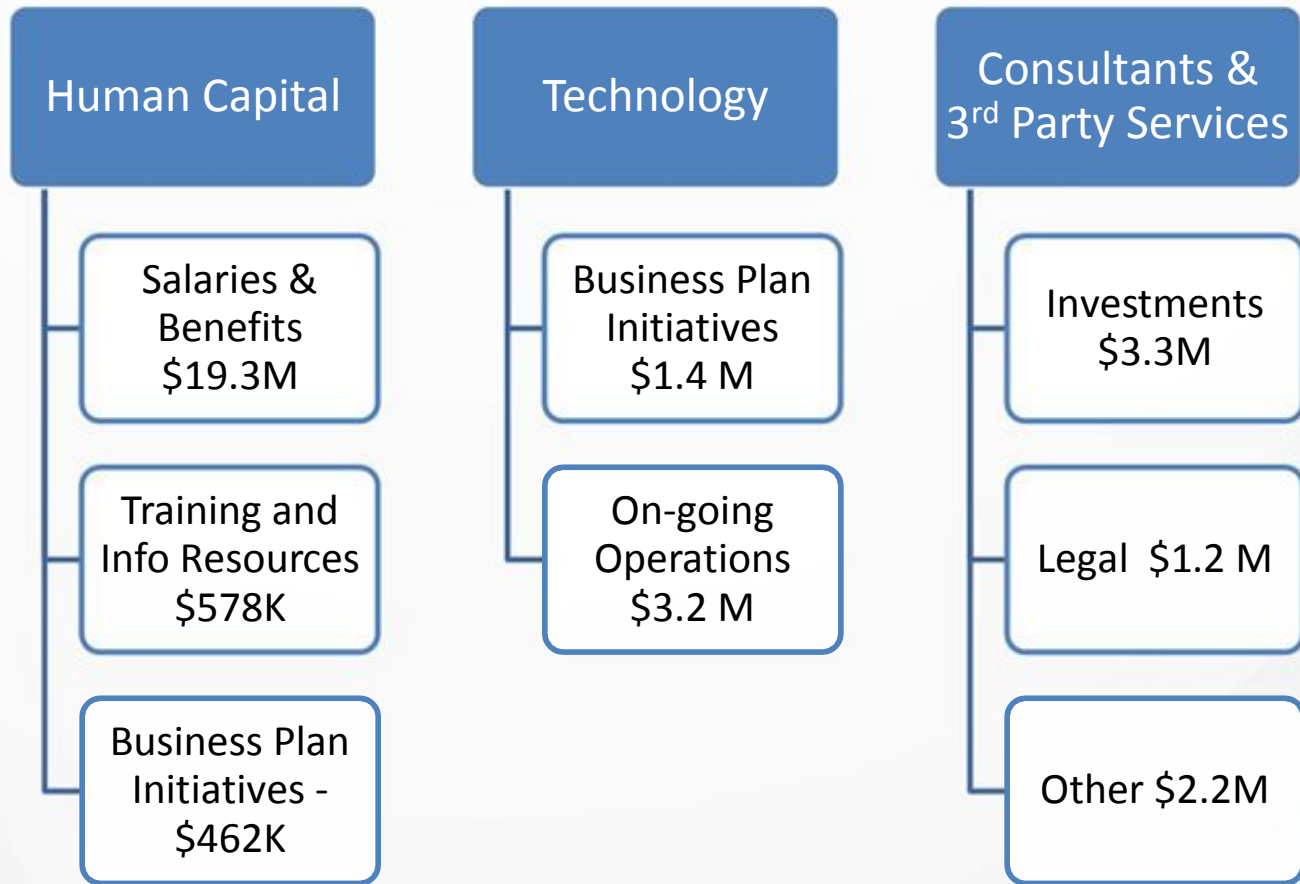 Human Capital
Salaries &
Benefits
$19.3M
Training and
Info Resources
$578K
Business Plan
Initiatives -
$462K
Technology
Business Plan
Initiatives
$1.4 M
On-going
Operations
$3.2 M
Consultants &
3rd Party Services
Investments
$3.3M
Legal  $1.2 M
Other $2.2M